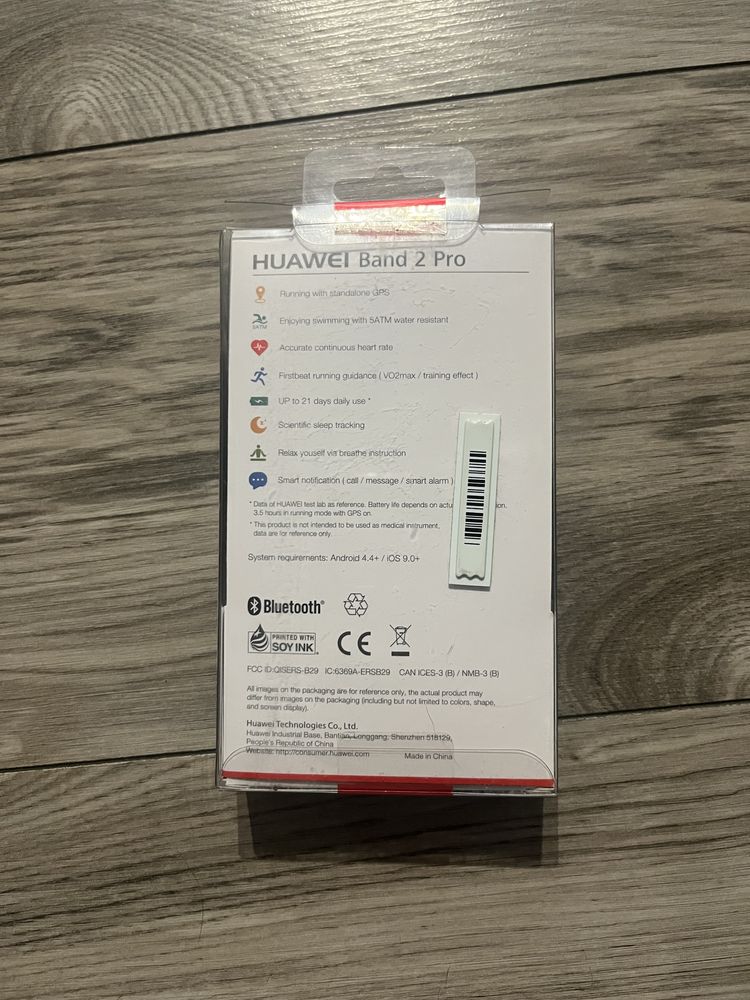 HUAWEI Band 2 Pro
Running with standalone GPS
5ATM
Enjoying swimming with 5ATM water resistant
Accurate continuous heart rate
Firstbeat running guidance ( VO2max / training effect )
UP to 21 days daily use *
Scientific sleep tracking
Relax youself via breathe instruction
Smart notification ( call / message / smart alarm )
* Data of HUAWEI test lab as reference. Battery life depends on
3.5 hours in running mode with GPS on.
* This product is not intended to be used as medical instrument,
data are for reference only.
System requirements: Android 4.4+ / iOS 9.0+
Bluetooth®
PRINTED WITH
SOY INK
CE
FCC ID:QISERS-B29 IC:6369A-ERSB29 CAN ICES-3 (B) / NMB-3 (B)
All images on the packaging are for reference only, the actual product may
differ from images on the packaging (including but not limited to colors, shape,
and screen display).
Huawei Technologies Co., Ltd.
Huawei Industrial Base, Bantian, Longgang, Shenzhen 518129,
People's Republic of China
Website: http://consumer.huawei.com Made in China